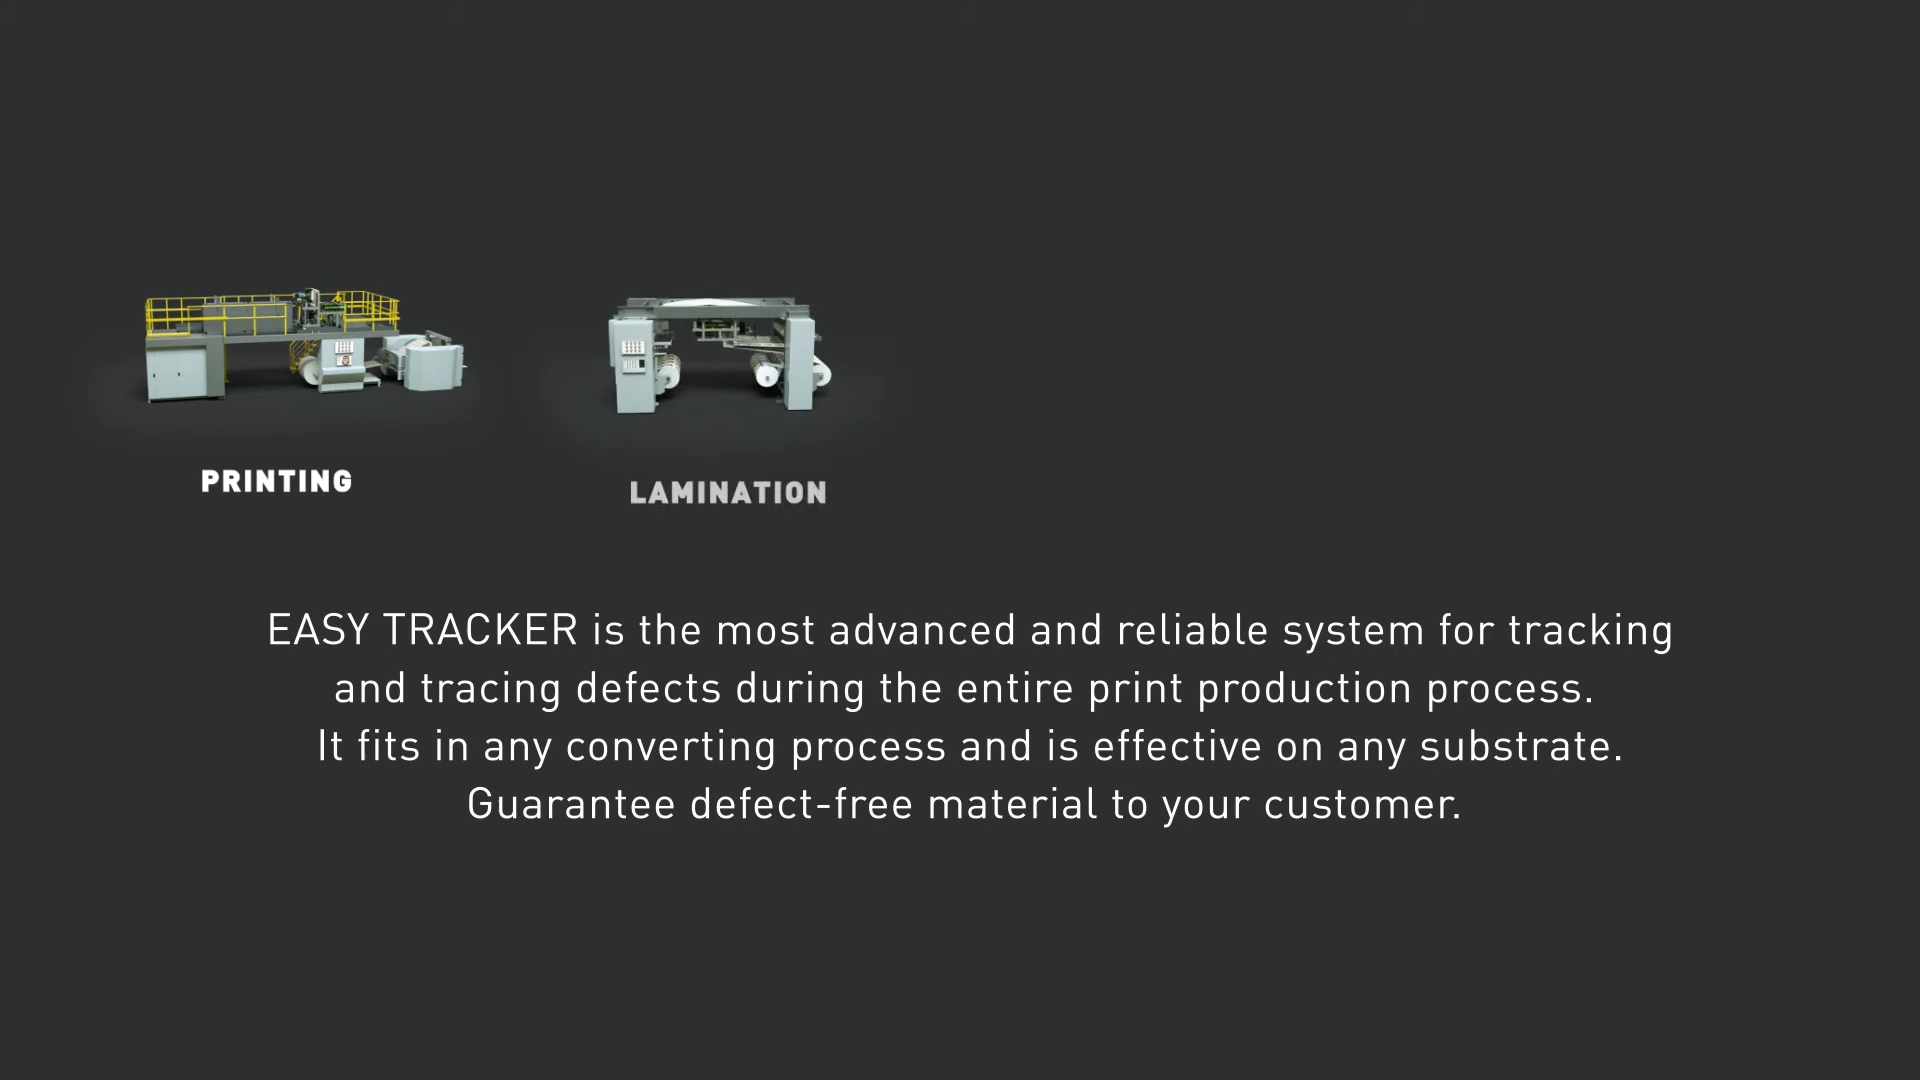 PRINTING
LAMINATION
EASY TRACKER is the most advanced and reliable system for tracking
and tracing defects during the entire print production process.
It fits in any converting process and is effective on any substrate.
Guarantee defect-free material to your customer.